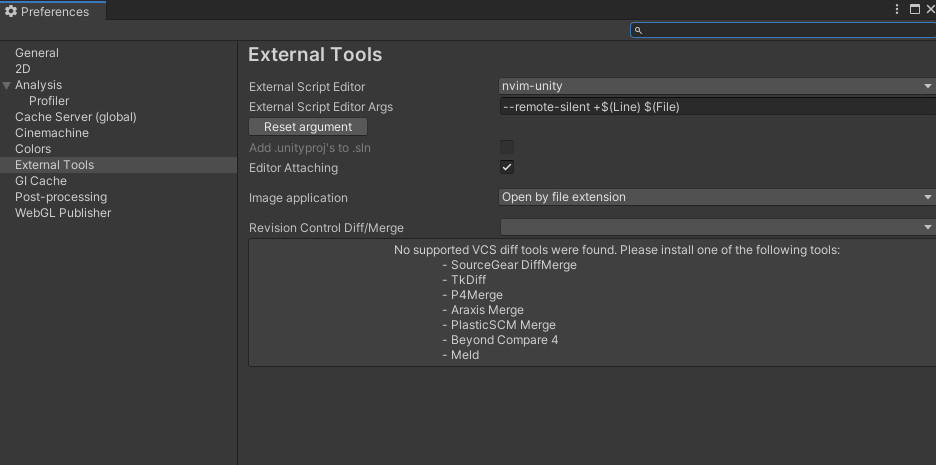 Preferences
General
2D
Analysis
Profiler
Cache Server (global)
Cinemachine
Colors
External Tools
GI Cache
Post-processing
WebGL Publisher
External Tools
External Script Editor
nvim-unity
External Script Editor Args
--remote-silent +$(Line) $(File)
Reset argument
Add .unityproj's to .sln
Editor Attaching
Image application
Open by file extension
Revision Control Diff/Merge
No supported VCS diff tools were found. Please install one of the following tools:
- SourceGear DiffMerge
- TkDiff
- P4Merge
- Araxis Merge
- PlasticSCM Merge
- Beyond Compare 4
- Meld